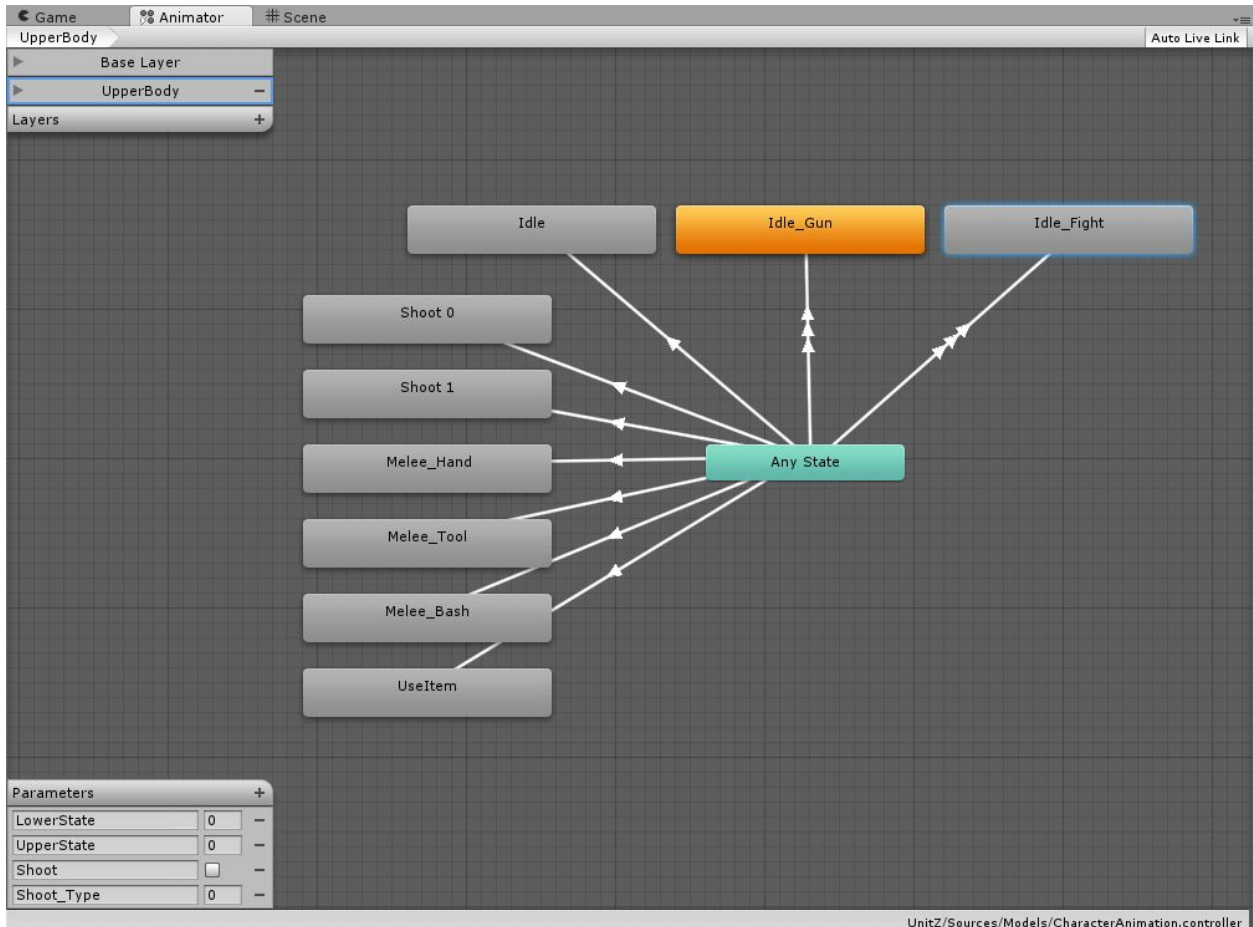 Game Animator Scene
UpperBody Auto Live Link
Base Layer
UpperBody
Layers
Idle Idle_Gun Idle_Fight
Shoot 0
Shoot 1
Melee_Hand Any State
Melee_Tool
Melee_Bash
UseItem
Parameters
LowerState 0
UpperState 0
Shoot
Shoot_Type 0
UnitZ/Sources/Models/CharacterAnimation.controller